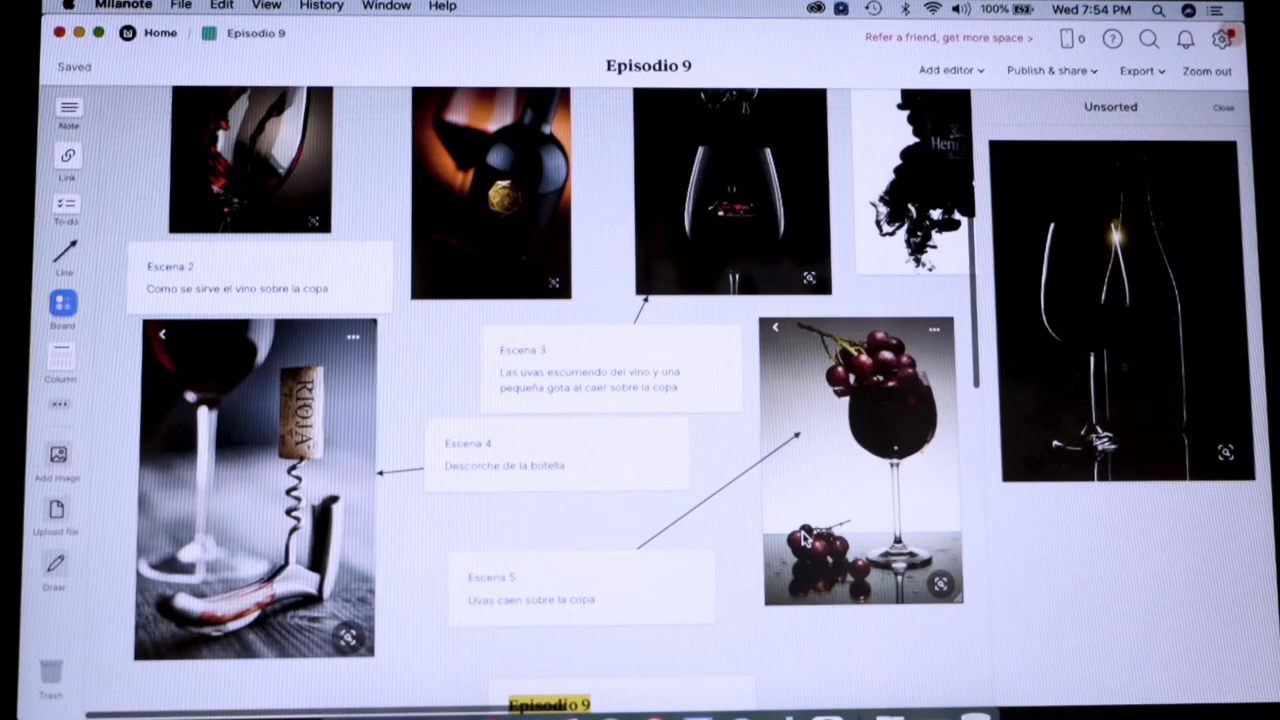 Milanote File Edit View History Window Help
100% Wed 7:54 PM
Home / Episodio 9
Refer a friend, get more space >
0
?
Saved
Episodio 9
Add editor
Publish & share
Export
Zoom out
Note
Link
To-do
Line
Board
Column
Add image
Upload file
Draw
Trash
Unsorted
Close
Escena 2
Como se sirve el vino sobre la copa
Escena 3
Las uvas escurriendo del vino y una
pequeña gota al caer sobre la copa
Escena 4
Descorche de la botella
Escena 5
Uvas caen sobre la copa
RIOJA
Episodio 9